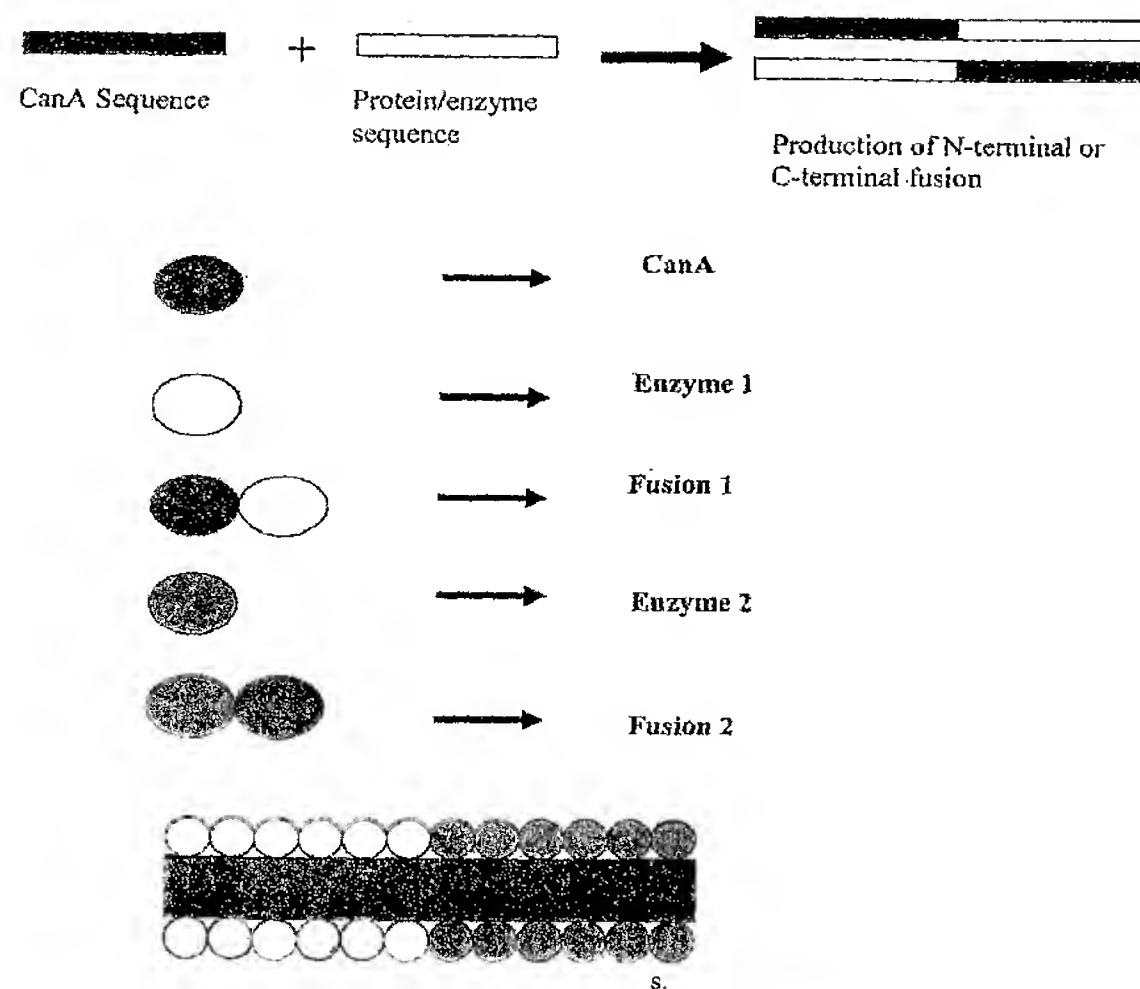 +
CanA Sequence
Protein/enzyme
sequence
Production of N-terminal or
C-terminal fusion
CanA
Enzyme 1
Fusion 1
Enzyme 2
Fusion 2
s.